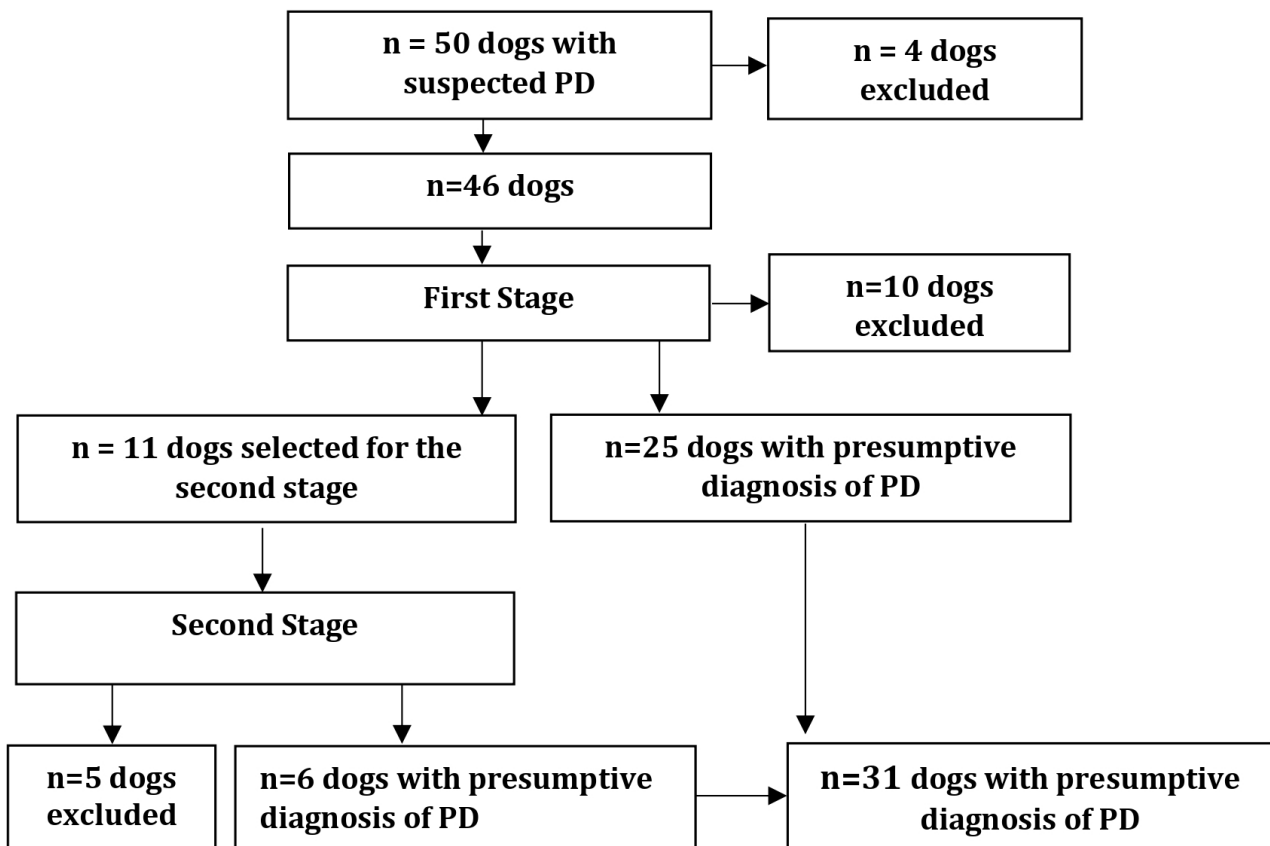 n = 50 dogs with
suspected PD
n = 4 dogs
excluded
n=46 dogs
First Stage
n=10 dogs
excluded
n = 11 dogs selected for the
second stage
n=25 dogs with presumptive
diagnosis of PD
Second Stage
n=5 dogs
excluded
n=6 dogs with presumptive
diagnosis of PD
n=31 dogs with presumptive
diagnosis of PD